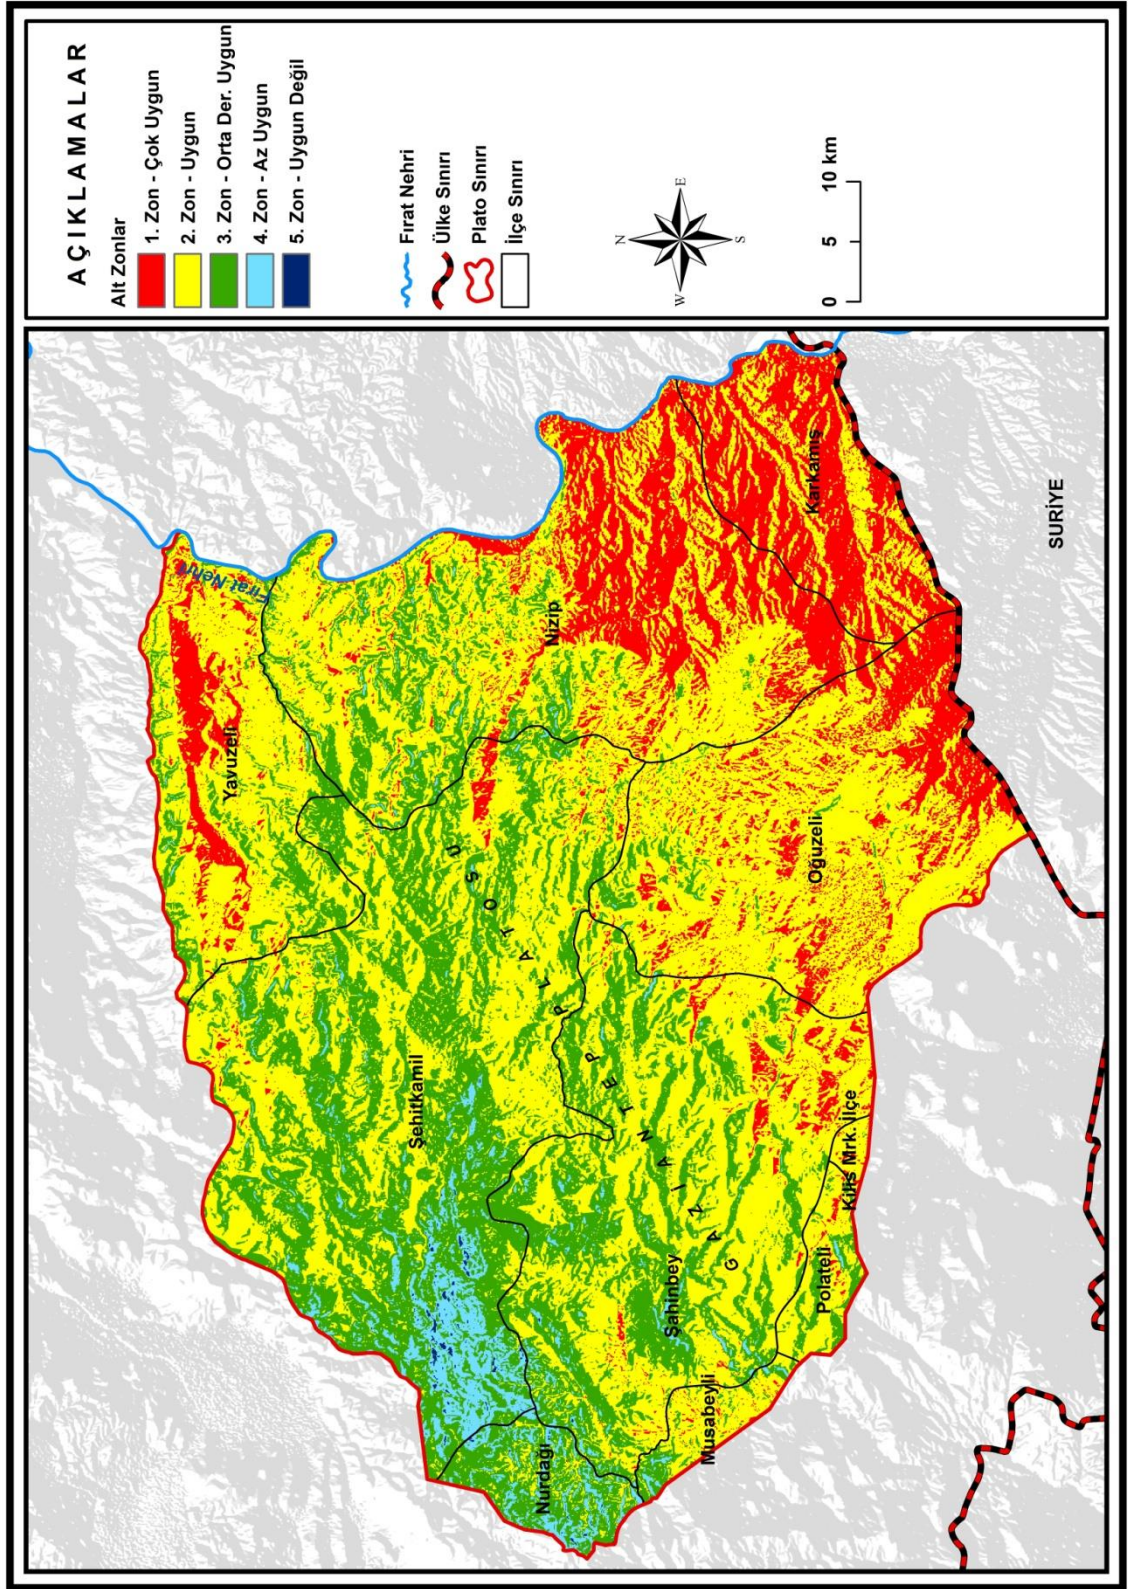 AÇIKLAMALAR
Alt Zonlar
1. Zon - Çok Uygun
2. Zon - Uygun
3. Zon - Orta Der. Uygun
4. Zon - Az Uygun
5. Zon - Uygun Değil
Fırat Nehri
Ülke Sınırı
Plato Sınırı
İlçe Sınırı
N
W
E
S
0 5 10 km
Fırat Nehri
Yavuzeli
Nizip
Karkamış
Şehitkamil
GAZİANTEP PLATOSU
Oğuzeli
SURİYE
Nurdağı
Şahinbey
Musabeyli
Polateli
Kilis Mrk. İlçe